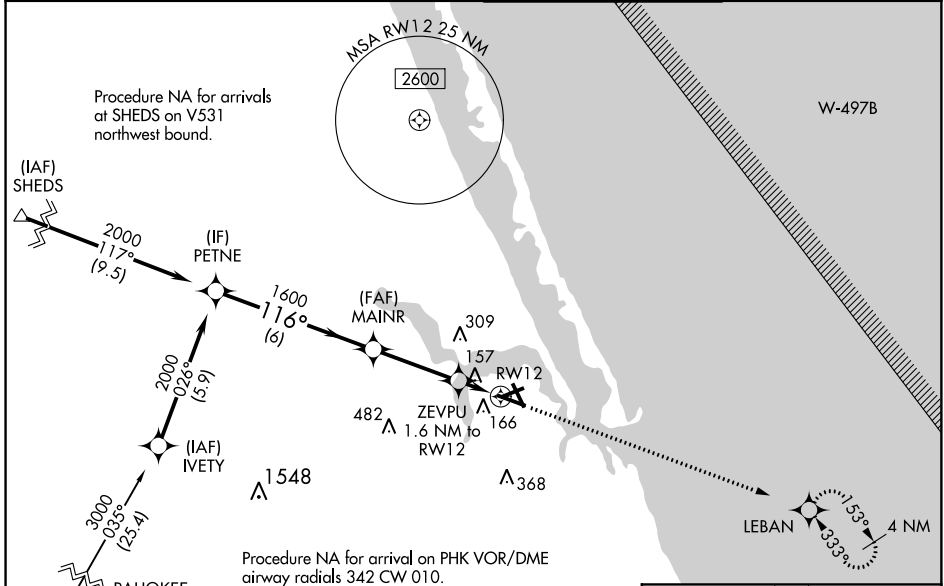 MSA RW12 25 NM
2600
Procedure NA for arrivals
at SHEDS on V531
northwest bound.
W-497B
(IAF)
SHEDS
2000
117°
(9.5)
(IF)
PETNE
1600
116°
(6)
(FAF)
MAINR
309
157
RW12
2000
026°
(5.9)
482
ZEVPU
1.6 NM to
RW12
166
(IAF)
IVETY
1548
368
3000
035°
(25.4)
LEBAN
153°
333°
4 NM
Procedure NA for arrival on PHK VOR/DME
airway radials 342 CW 010.
PAHOKEE